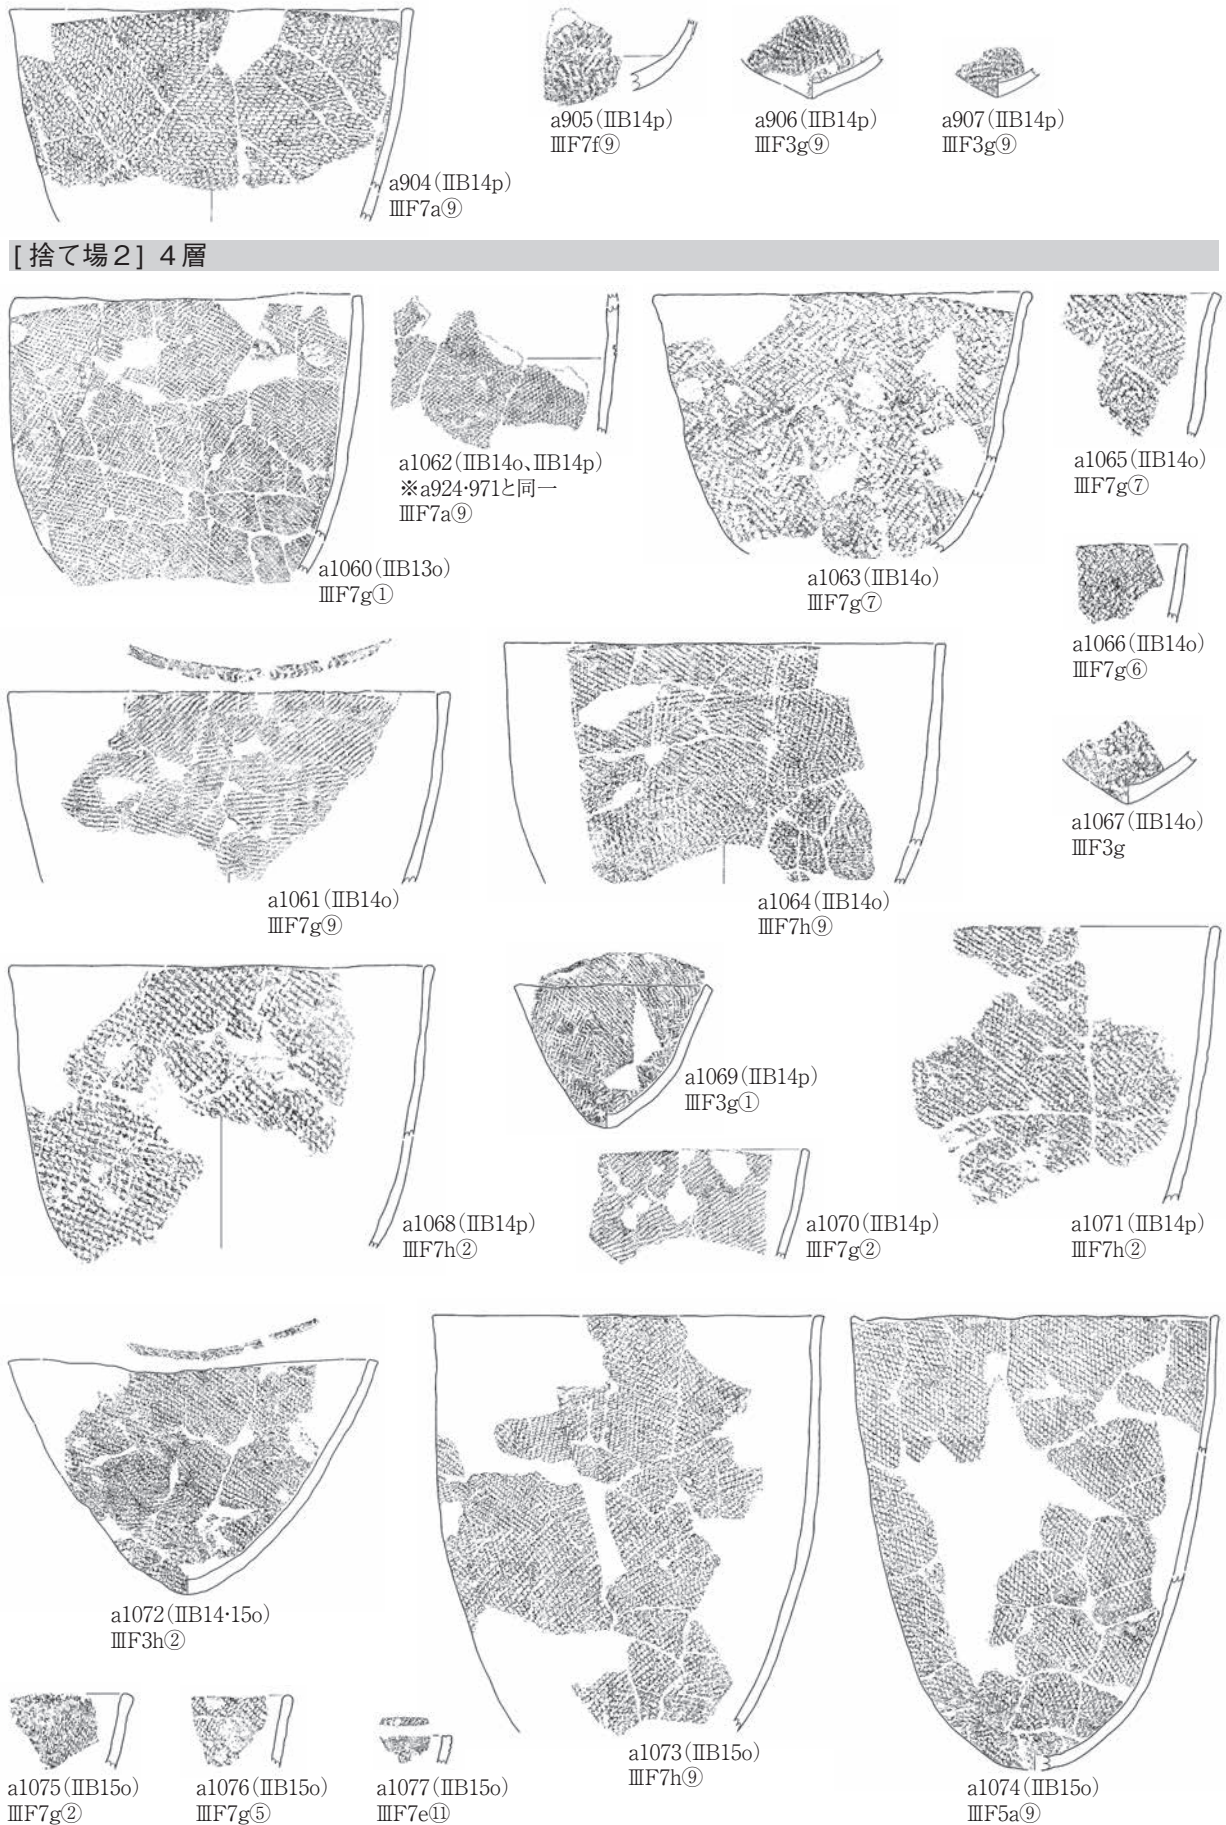 a904(ⅡB14p)
ⅢF7a⑨
a905(ⅡB14p)
ⅢF7f⑨
a906(ⅡB14p)
ⅢF3g⑨
a907(ⅡB14p)
ⅢF3g⑨
[捨て場2] 4層
a1060(ⅡB13o)
ⅢF7g①
a1062(ⅡB14o、ⅡB14p)
※a924・971と同一
ⅢF7a⑨
a1063(ⅡB14o)
ⅢF7g⑦
a1065(ⅡB14o)
ⅢF7g⑦
a1066(ⅡB14o)
ⅢF7g⑥
a1061(ⅡB14o)
ⅢF7g⑨
a1064(ⅡB14o)
ⅢF7h⑨
a1067(ⅡB14o)
ⅢF3g
a1068(ⅡB14p)
ⅢF7h②
a1069(ⅡB14p)
ⅢF3g①
a1070(ⅡB14p)
ⅢF7g②
a1071(ⅡB14p)
ⅢF7h②
a1072(ⅡB14・15o)
ⅢF3h②
a1073(ⅡB15o)
ⅢF7h⑨
a1074(ⅡB15o)
ⅢF5a⑨
a1075(ⅡB15o)
ⅢF7g②
a1076(ⅡB15o)
ⅢF7g⑤
a1077(ⅡB15o)
ⅢF7e⑪